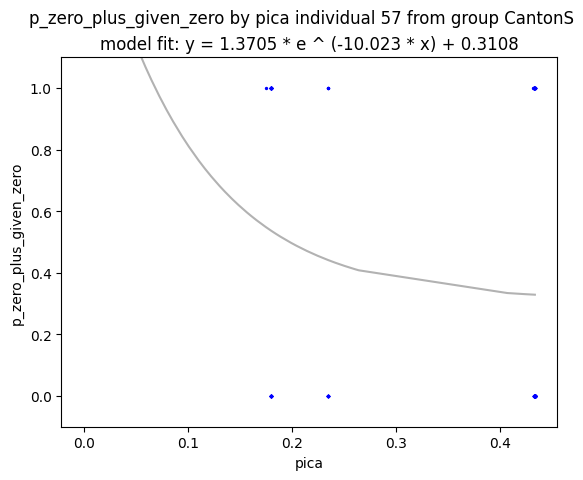 p_zero_plus_given_zero by pica individual 57 from group CantonS
model fit: y = 1.3705 * e ^ (-10.023 * x) + 0.3108
1.0
0.8
0.6
0.4
0.2
0.0
p_zero_plus_given_zero
0.0 0.1 0.2 0.3 0.4
pica